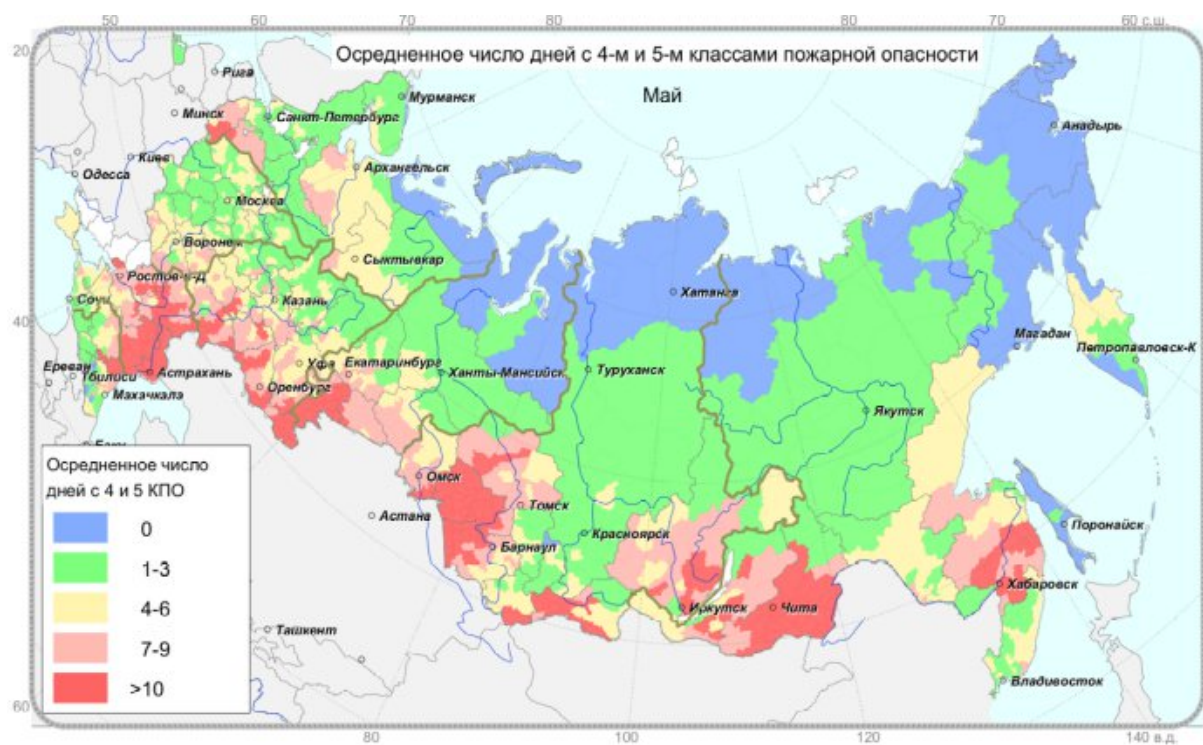 50 60 70 80 80 70 60 с.ш.
20
Осредненное число дней с 4-м и 5-м классами пожарной опасности
Май
Рига
Мурманск
Минск
Санкт-Петербург
Анадырь
Киев
Архангельск
Одесса
Москва
Сыктывкар
Ростов-н-Д
Хатанга
Сочи
Казань
40
Магадан
Петропавловск-К
Ереван
Уфа
Екатеринбург
Ханты-Мансийск
Туруханск
Тбилиси
Астрахань
Оренбург
Махачкала
Якутск
Осредненное число
дней с 4 и 5 КПО
Омск
Томск
Астана
Красноярск
Поронайск
0
Барнаул
1-3
Хабаровск
4-6
Иркутск
Чита
Ташкент
7-9
Владивосток
>10
60
80 100 120 140 в.д.